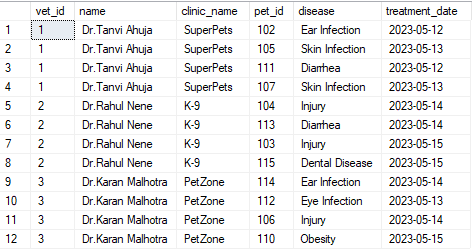 vet_id name clinic_name pet_id disease treatment_date
1 1 Dr.Tanvi Ahuja SuperPets 102 Ear Infection 2023-05-12
2 1 Dr.Tanvi Ahuja SuperPets 105 Skin Infection 2023-05-13
3 1 Dr.Tanvi Ahuja SuperPets 111 Diarrhea 2023-05-12
4 1 Dr.Tanvi Ahuja SuperPets 107 Skin Infection 2023-05-13
5 2 Dr.Rahul Nene K-9 104 Injury 2023-05-14
6 2 Dr.Rahul Nene K-9 113 Diarrhea 2023-05-14
7 2 Dr.Rahul Nene K-9 103 Injury 2023-05-15
8 2 Dr.Rahul Nene K-9 115 Dental Disease 2023-05-15
9 3 Dr.Karan Malhotra PetZone 114 Ear Infection 2023-05-14
10 3 Dr.Karan Malhotra PetZone 112 Eye Infection 2023-05-13
11 3 Dr.Karan Malhotra PetZone 106 Injury 2023-05-14
12 3 Dr.Karan Malhotra PetZone 110 Obesity 2023-05-15